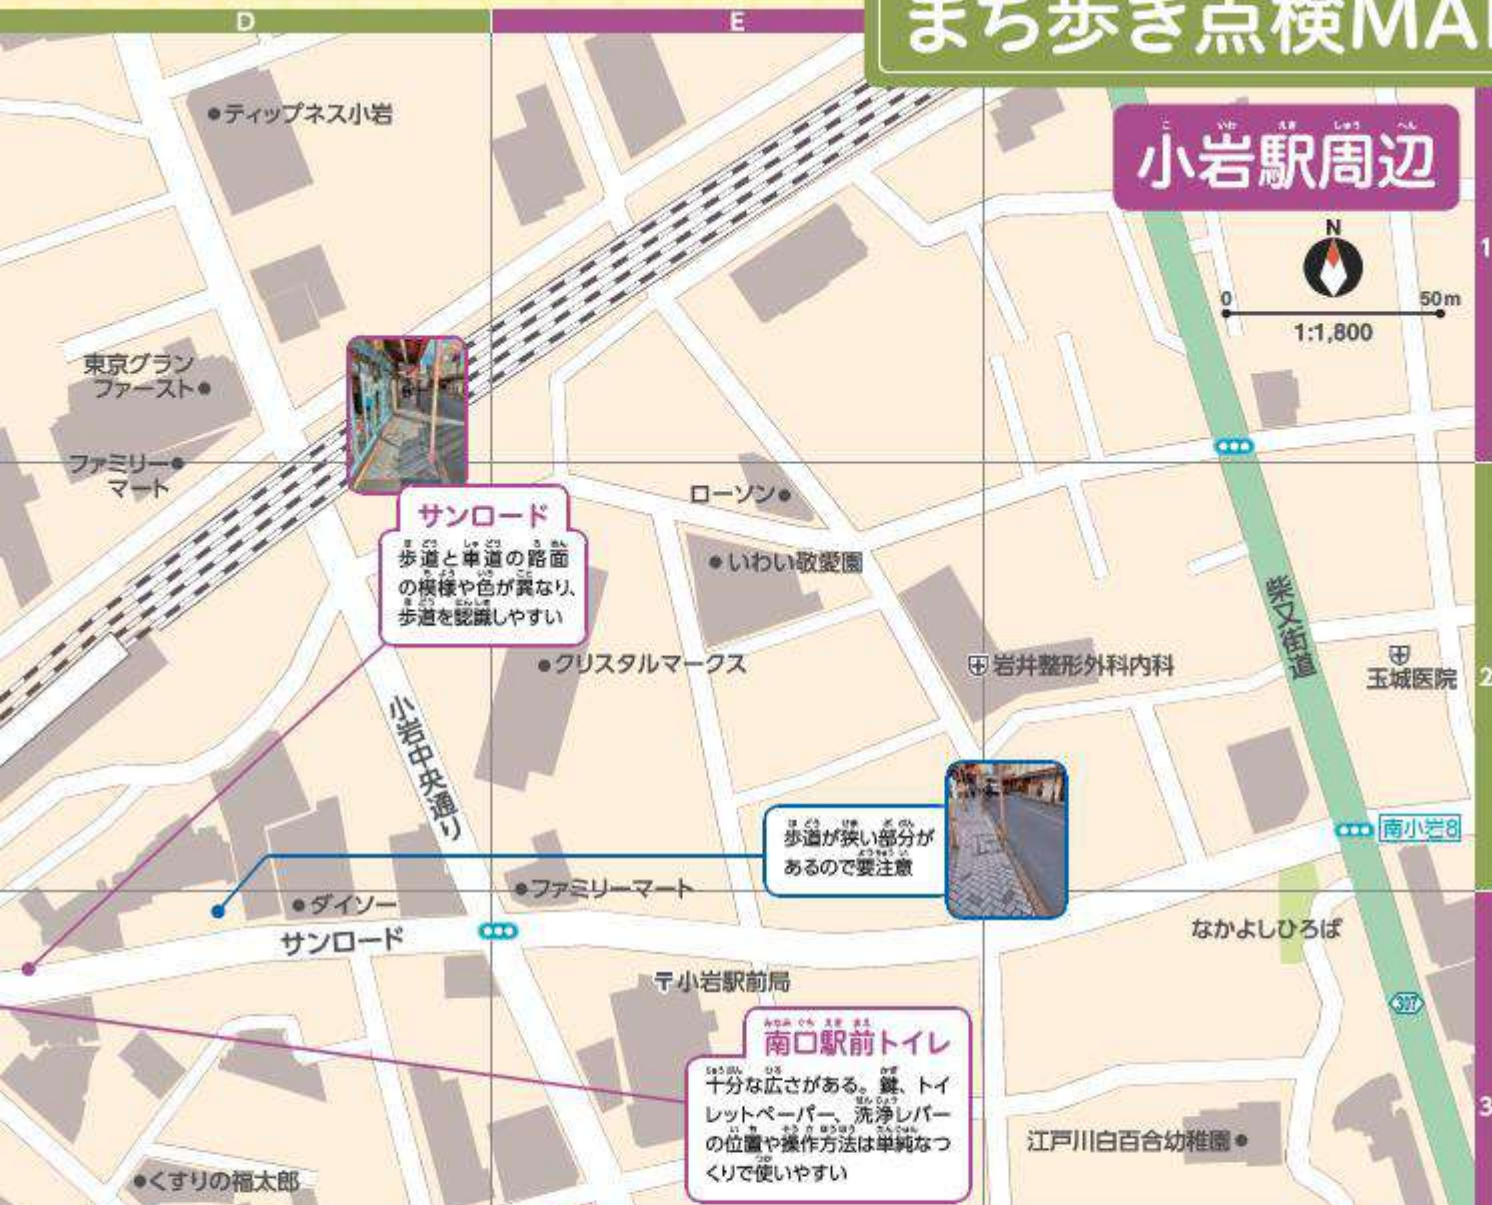 D
E
まち歩き点検MA
小岩駅周辺
こ いわ えき しゅう へん
N
0
50m
1:1,800
1
2
3
ティップネス小岩
東京グラン
ファースト
ファミリー
マート
サンロード
歩道と車道の路面
の模様や色が異なり、
歩道を認識しやすい
ローソン
いわい敬愛園
クリスタルマークス
岩井整形外科内科
柴又街道
玉城医院
小岩中央通り
歩道が狭い部分が
あるので要注意
南小岩8
ファミリーマート
ダイソー
サンロード
なかよしひろば
〒小岩駅前局
307
南口駅前トイレ
十分な広さがある。鍵、トイ
レットペーパー、洗浄レバー
の位置や操作方法は単純なつ
くりで使いやすい
江戸川白百合幼稚園
くすりの福太郎